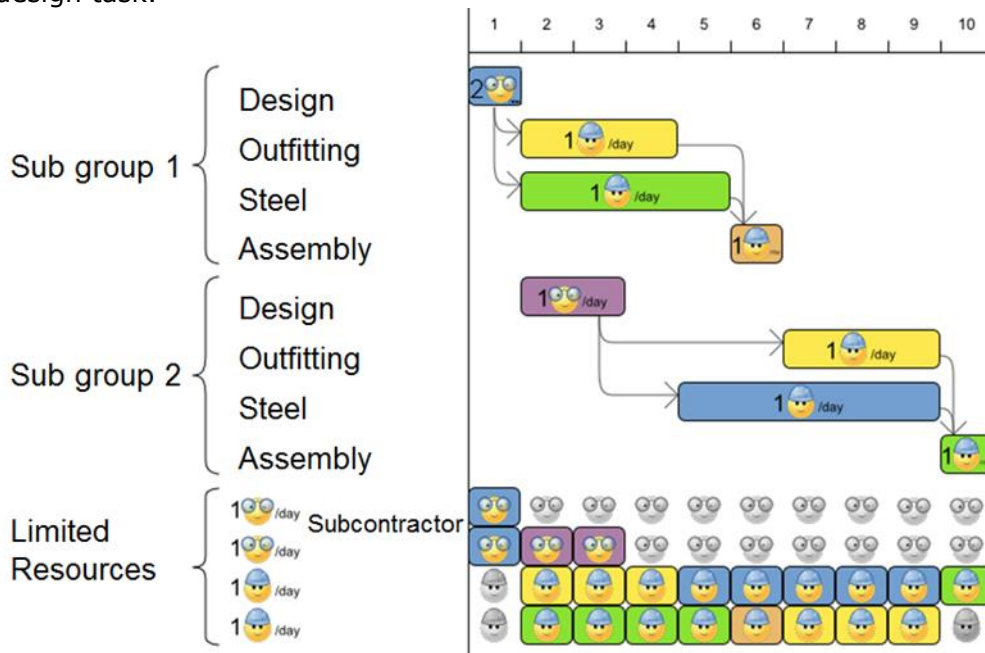 design task.
1 2 3 4 5 6 7 8 9 10
Sub group 1
Design
Outfitting
Steel
Assembly
2
1 /day
1 /day
1
Sub group 2
Design
Outfitting
Steel
Assembly
1 /day
1 /day
1 /day
1
Limited
Resources
1 /day Subcontractor
1 /day
1 /day
1 /day